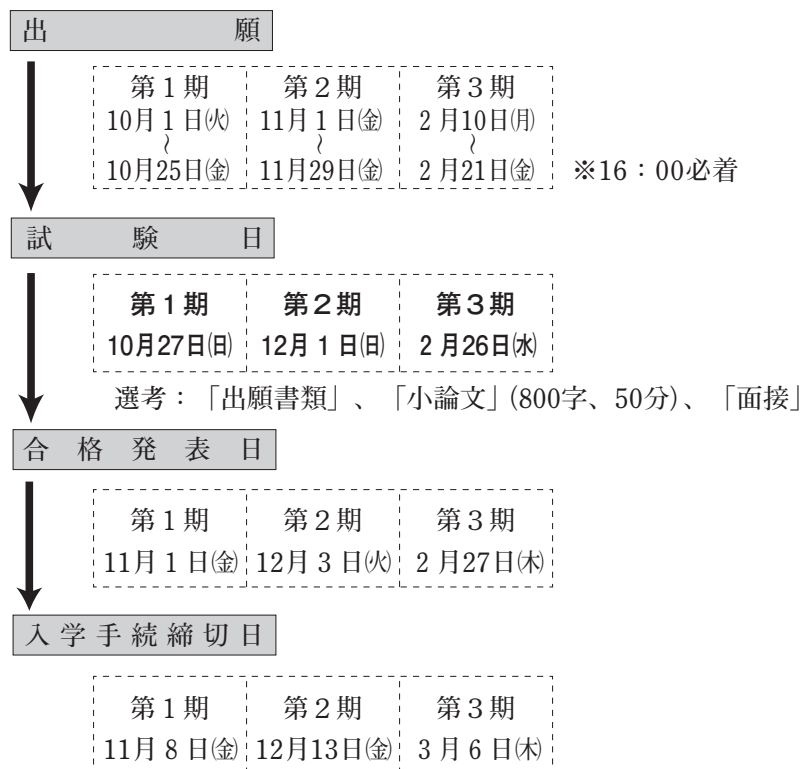 出願
第1期 第2期 第3期
10月1日㈫ 11月1日㈮ 2月10日㈪
〜 〜 〜
10月25日㈮ 11月29日㈮ 2月21日㈮ ※16：00必着
試験日
第1期 第2期 第3期
10月27日㈰ 12月1日㈰ 2月26日㈬
選考：「出願書類」、「小論文」(800字、50分)、「面接」
合格発表日
第1期 第2期 第3期
11月1日㈮ 12月3日㈫ 2月27日㈭
入学手続締切日
第1期 第2期 第3期
11月8日㈮ 12月13日㈮ 3月6日㈭